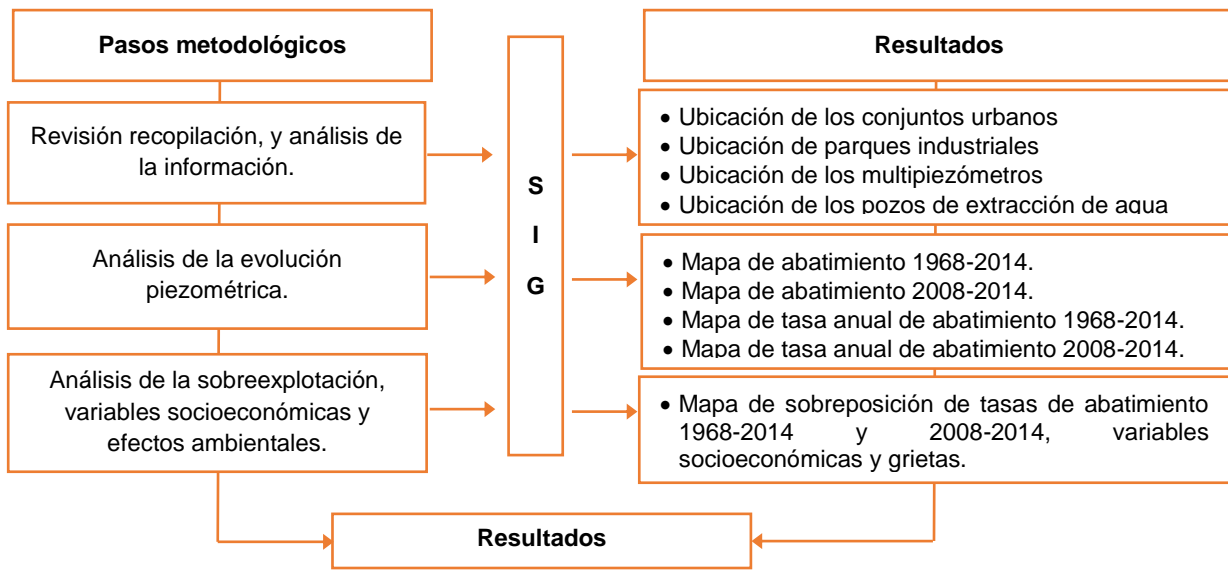 Pasos metodológicos
Revisión recopilación, y análisis de
la información.
Análisis de la evolución
piezométrica.
Análisis de la sobreexplotación,
variables socioeconómicas y
efectos ambientales.
S
I
G
Resultados
• Ubicación de los conjuntos urbanos
• Ubicación de parques industriales
• Ubicación de los multipiezómetros
• Ubicación de los pozos de extracción de agua
• Mapa de abatimiento 1968-2014.
• Mapa de abatimiento 2008-2014.
• Mapa de tasa anual de abatimiento 1968-2014.
• Mapa de tasa anual de abatimiento 2008-2014.
• Mapa de sobreposición de tasas de abatimiento
1968-2014 y 2008-2014, variables
socioeconómicas y grietas.
Resultados